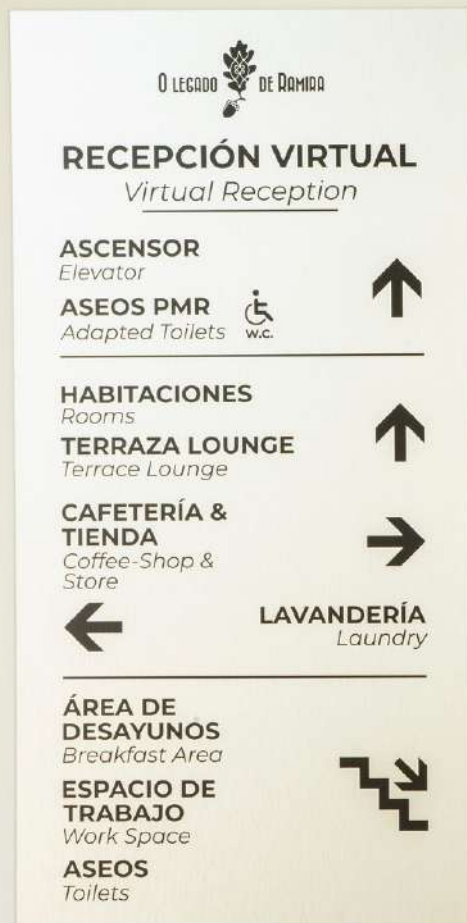 O LEGADO DE RAMIRA
RECEPCIÓN VIRTUAL
Virtual Reception
ASCENSOR
Elevator
ASEOS PMR
Adapted Toilets
W.C.
HABITACIONES
Rooms
TERRAZA LOUNGE
Terrace Lounge
CAFETERÍA &
TIENDA
Coffee-Shop &
Store
LAVANDERÍA
Laundry
ÁREA DE
DESAYUNOS
Breakfast Area
ESPACIO DE
TRABAJO
Work Space
ASEOS
Toilets